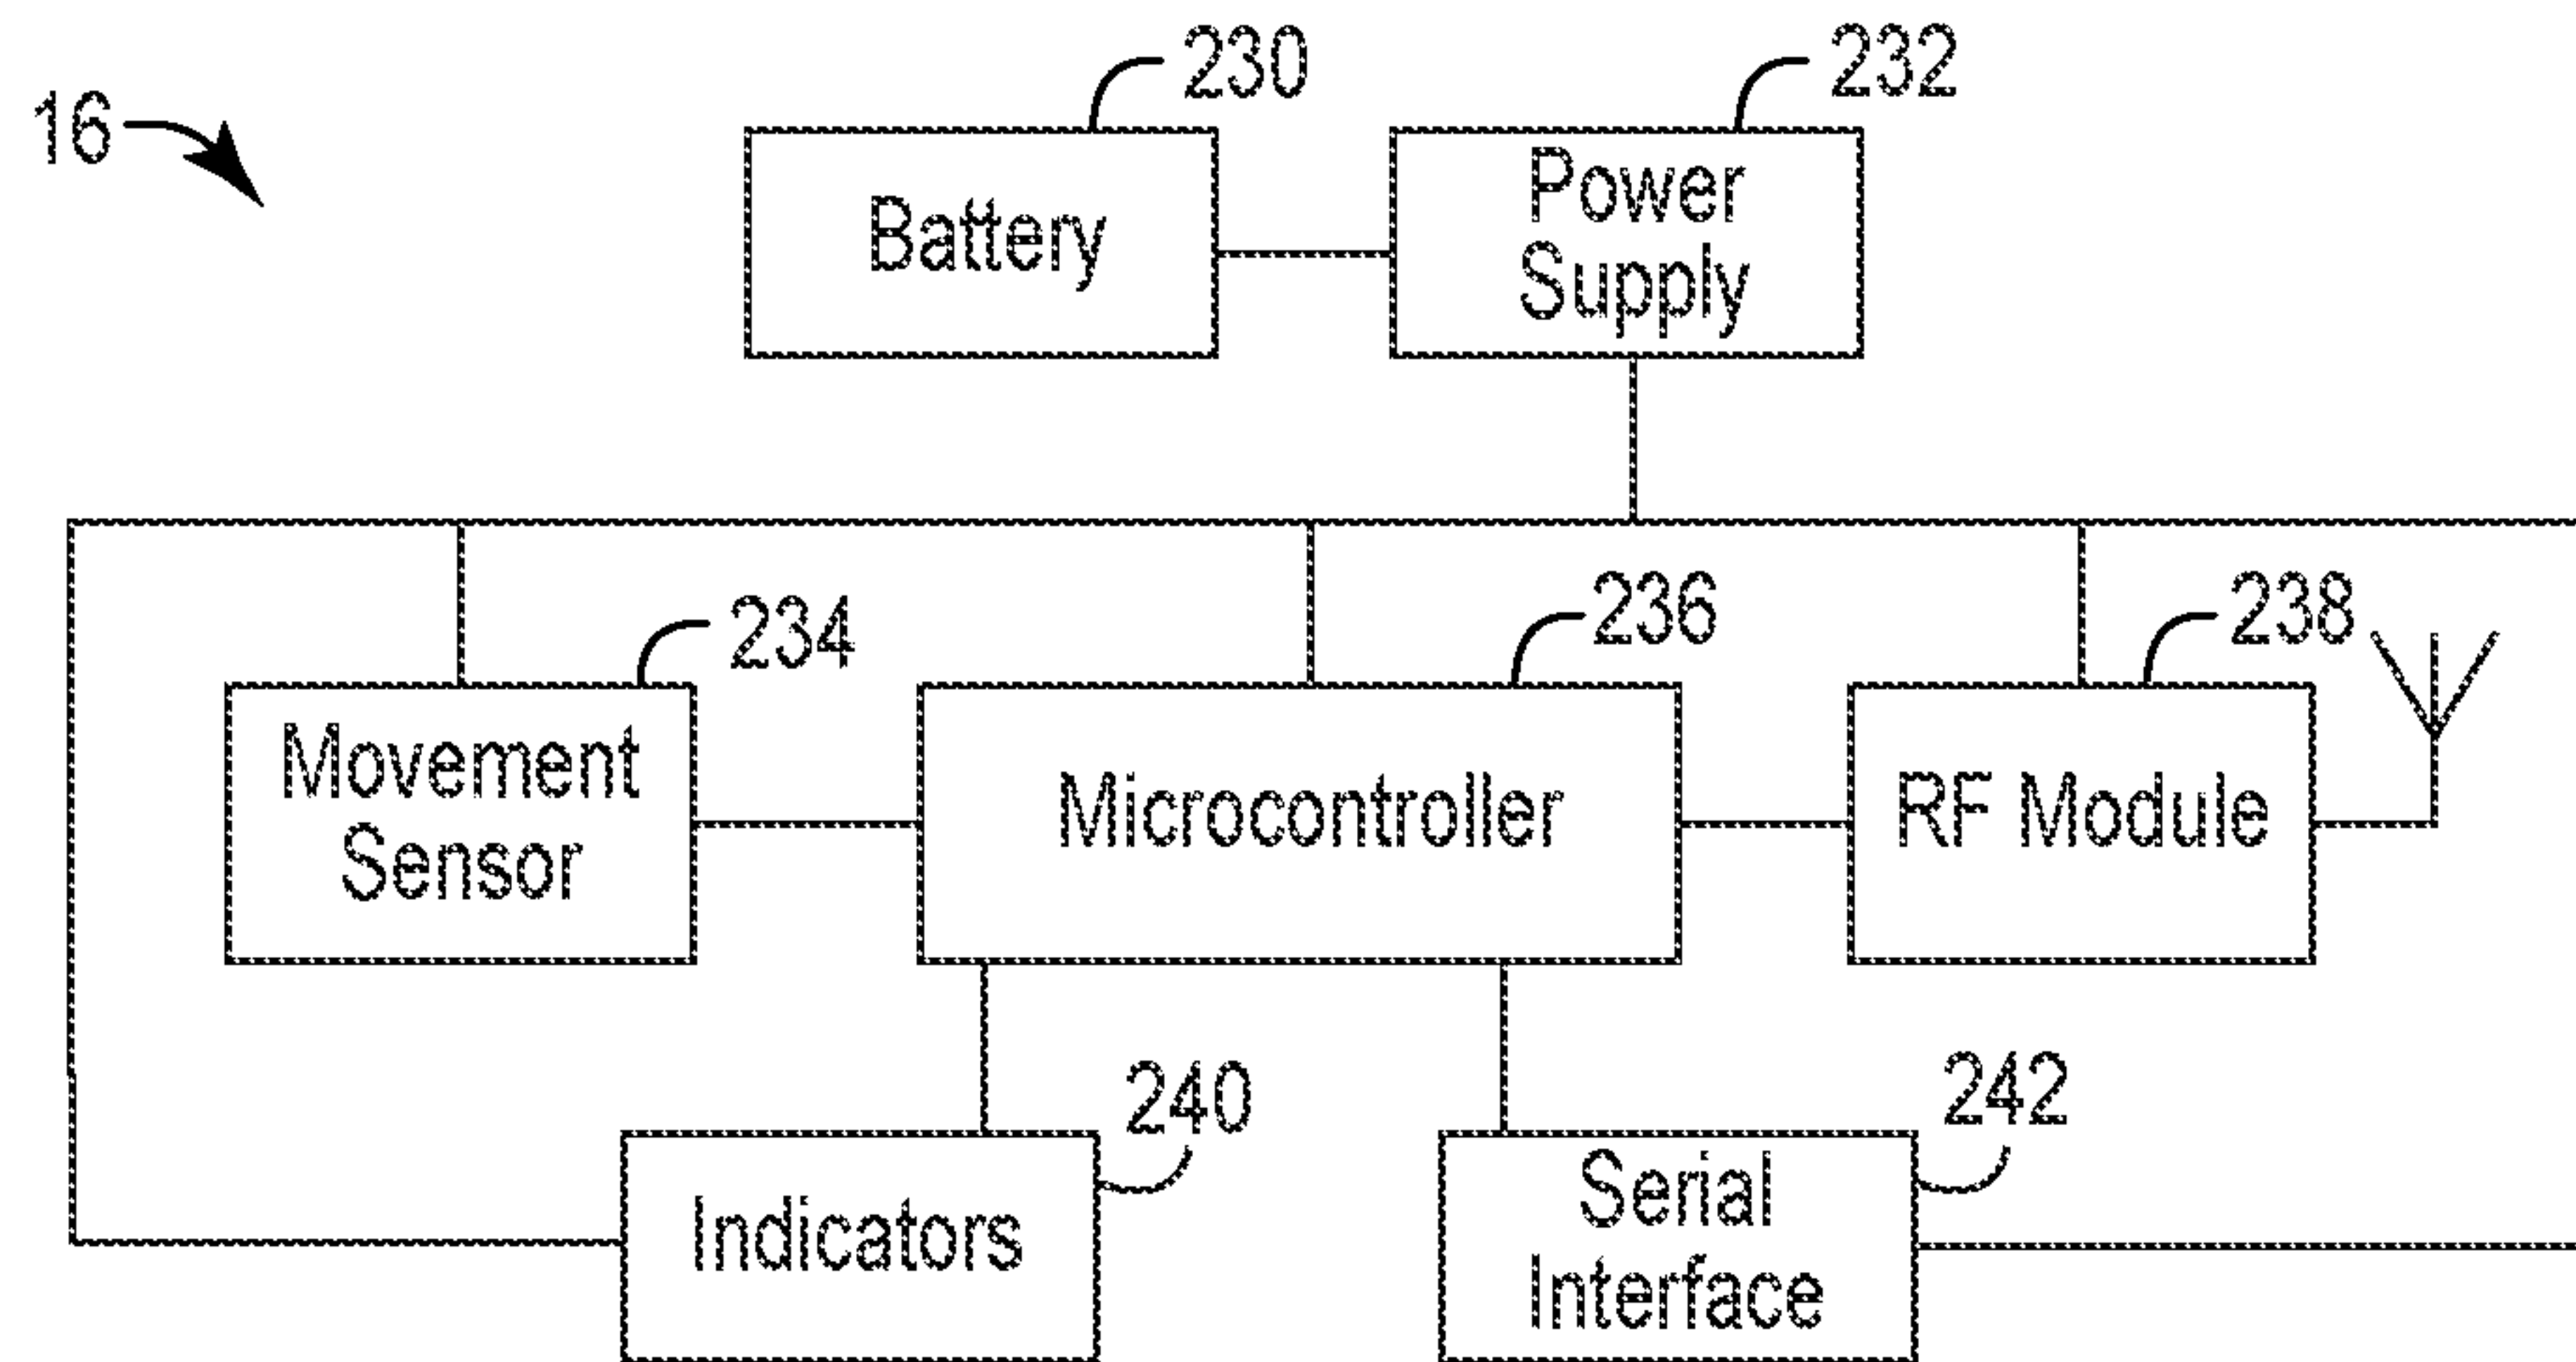 16
230
232
Battery
Power
Supply
234
236
238
Movement
Sensor
Microcontroller
RF Module
240
242
Indicators
Serial
Interface